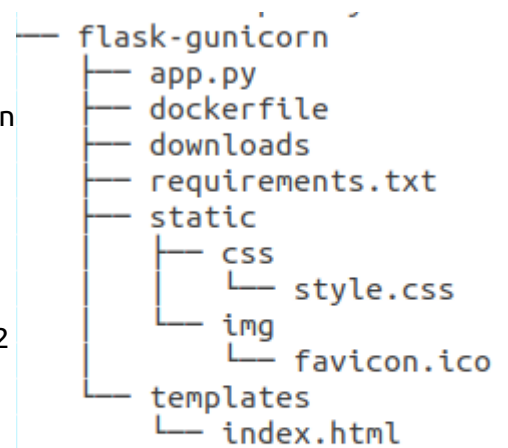 ── flask-gunicorn
├── app.py
├── dockerfile
├── downloads
├── requirements.txt
├── static
│   ├── css
│   │   └── style.css
│   └── img
│       └── favicon.ico
└── templates
    └── index.html